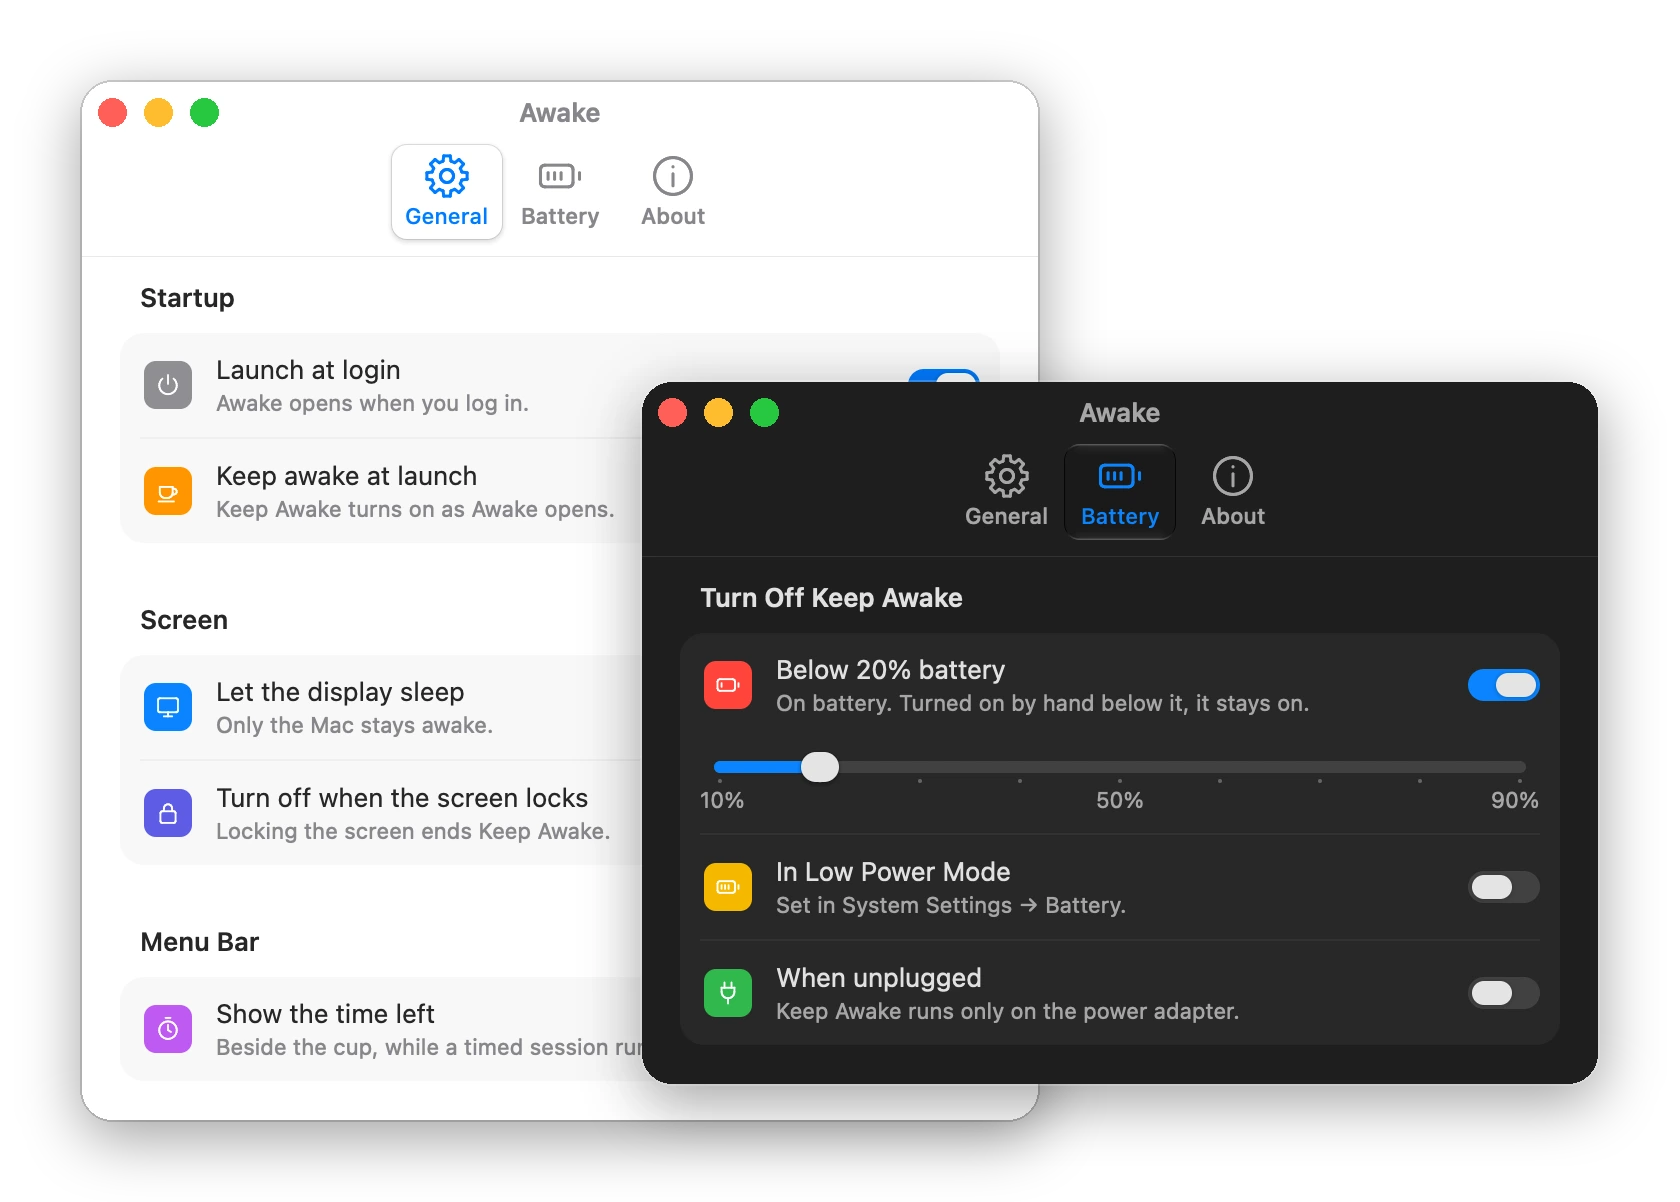 Awake
General
Battery
About
Startup
Launch at login
Awake opens when you log in.
Keep awake at launch
Keep Awake turns on as Awake opens.
Screen
Let the display sleep
Only the Mac stays awake.
Turn off when the screen locks
Locking the screen ends Keep Awake.
Menu Bar
Show the time left
Beside the cup, while a timed session
Awake
General
Battery
About
Turn Off Keep Awake
Below 20% battery
On battery. Turned on by hand below it, it stays on.
10%
50%
90%
In Low Power Mode
Set in System Settings → Battery.
When unplugged
Keep Awake runs only on the power adapter.